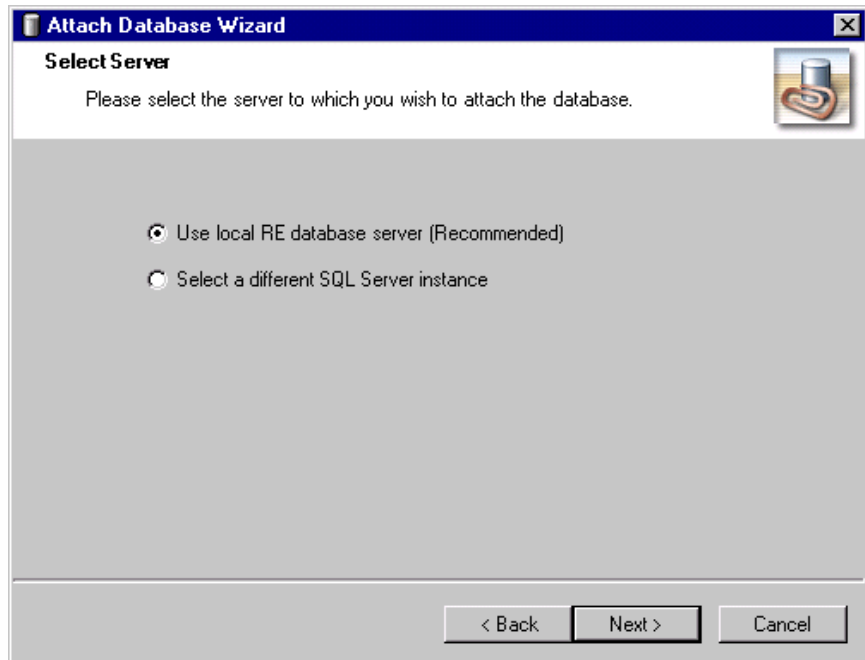 Attach Database Wizard
Select Server
Please select the server to which you wish to attach the database.
Use local RE database server (Recommended)
Select a different SQL Server instance
< Back Next > Cancel